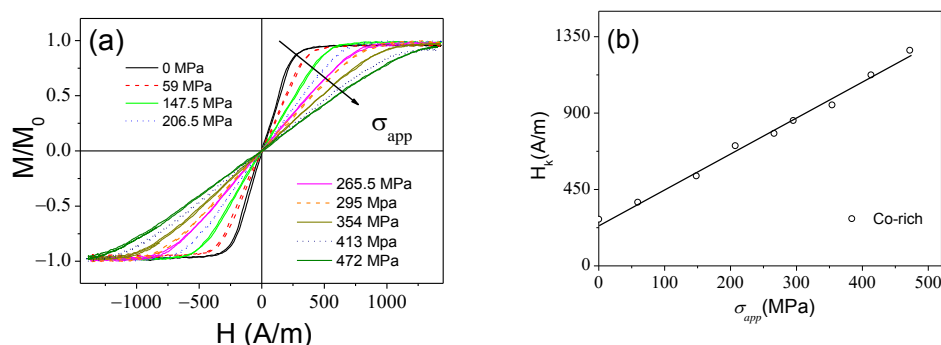 (a)
1.0
0.5
0.0
−0.5
−1.0
M/M0
0 MPa
59 MPa
147.5 MPa
206.5 MPa
σapp
265.5 MPa
295 Mpa
354 MPa
413 Mpa
472 MPa
−1000 −500 0 500 1000
H (A/m)
(b)
1350
900
450
0
Hk(A/m)
Co-rich
0 100 200 300 400 500
σapp(MPa)